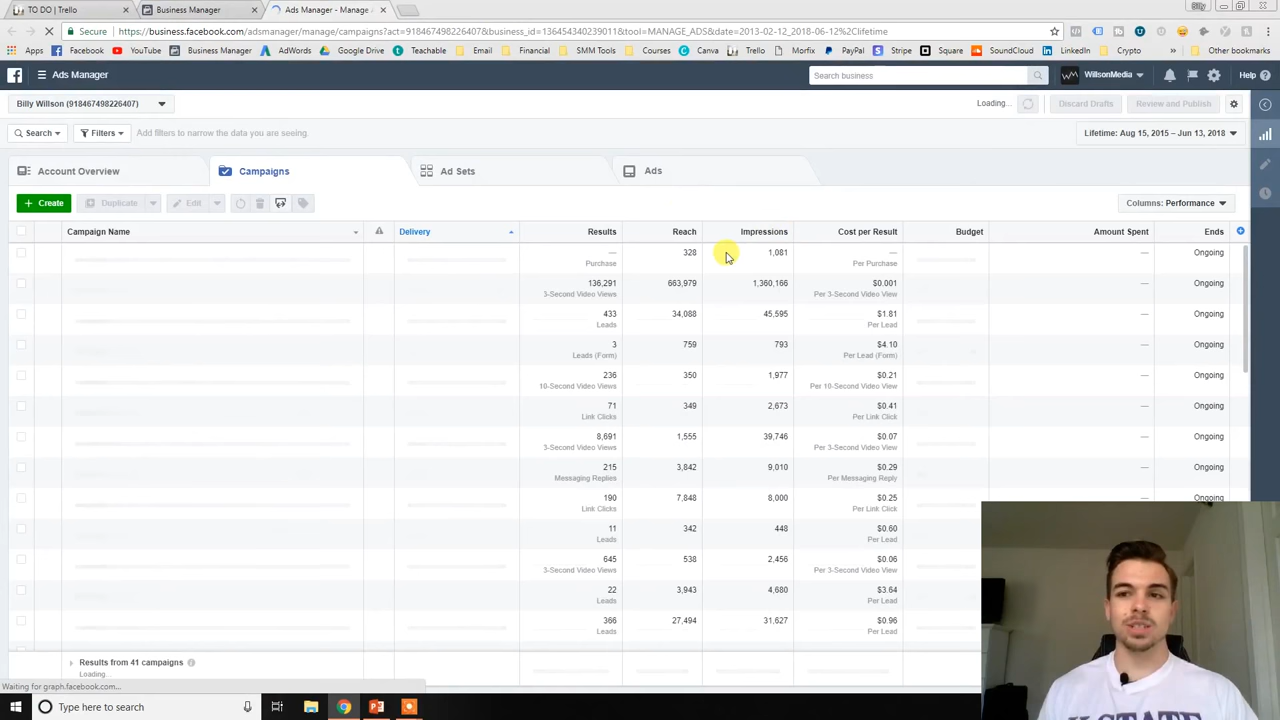 TO DO | Trello
Business Manager
Ads Manager - Manage A
Billy
Secure
https://business.facebook.com/adsmanager/manage/campaigns?act=918467498226407&business_id=136454340239011&tool=MANAGE_ADS&date=2013-02-12_2018-06-12%2Clifetime
Apps Facebook YouTube Business Manager AdWords Google Drive Teachable Email Financial SMM Tools Courses Canva Trello Morfix PayPal Stripe Airbnb SoundCloud LinkedIn Crypto Other bookmarks
Ads Manager
Search business
WillsonMedia
Help
Billy Willson (918467498226407)
Loading...
Discard Drafts
Review and Publish
Search
Filters
Add filters to narrow the data you are seeing.
Lifetime: Aug 15, 2015 – Jun 13, 2018
Account Overview
Campaigns
Ad Sets
Ads
+ Create
Duplicate
Edit
Columns: Performance
Campaign Name Delivery Results Reach Impressions Cost per Result Budget Amount Spent Ends
— 328 1,081 — — Ongoing
Purchase Per Purchase
136,291 663,979 1,360,166 $0.001 — Ongoing
3-Second Video Views Per 3-Second Video View
433 34,088 45,595 $1.81 — Ongoing
Leads Per Lead
3 759 793 $4.10 — Ongoing
Leads (Form) Per Lead (Form)
236 350 1,977 $0.21 — Ongoing
10-Second Video Views Per 10-Second Video View
71 349 2,673 $0.41 — Ongoing
Link Clicks Per Link Click
8,691 1,555 39,746 $0.07 — Ongoing
3-Second Video Views Per 3-Second Video View
215 3,842 9,010 $0.29 — Ongoing
Messaging Replies Per Messaging Reply
190 7,848 8,000 $0.25 — Ongoing
Link Clicks Per Link Click
11 342 448 $0.60
Leads Per Lead
645 538 2,456 $0.06
3-Second Video Views Per 3-Second Video View
22 3,943 4,680 $3.64
Leads Per Lead
366 27,494 31,627 $0.96
Leads Per Lead
Results from 41 campaigns
Loading...
Waiting for graph.facebook.com...
Type here to search